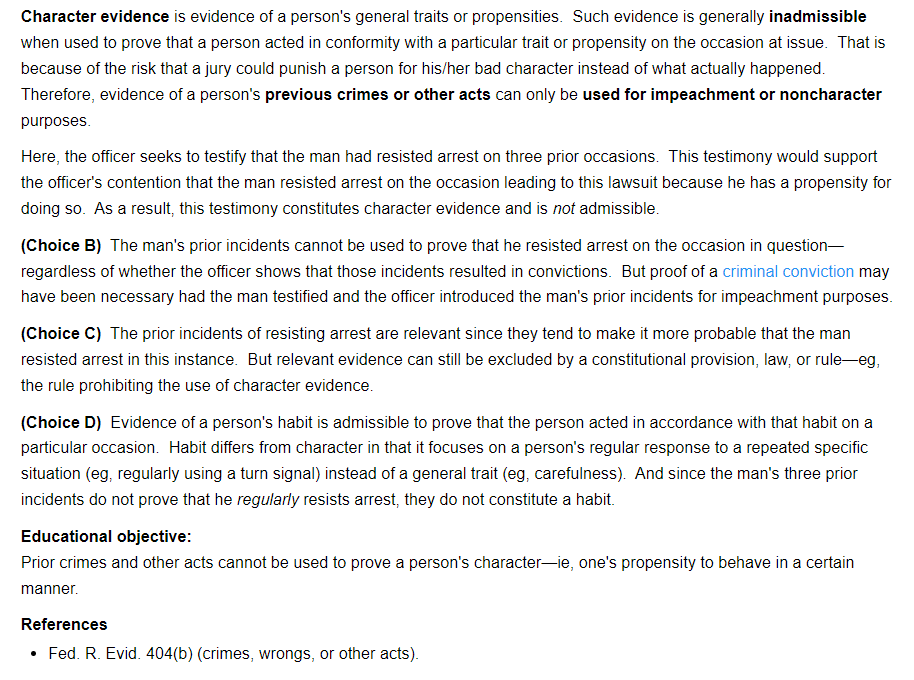 Character evidence is evidence of a person's general traits or propensities. Such evidence is generally inadmissible
when used to prove that a person acted in conformity with a particular trait or propensity on the occasion at issue. That is
because of the risk that a jury could punish a person for his/her bad character instead of what actually happened.
Therefore, evidence of a person's previous crimes or other acts can only be used for impeachment or noncharacter
purposes.
Here, the officer seeks to testify that the man had resisted arrest on three prior occasions. This testimony would support
the officer's contention that the man resisted arrest on the occasion leading to this lawsuit because he has a propensity for
doing so. As a result, this testimony constitutes character evidence and is not admissible.
(Choice B) The man's prior incidents cannot be used to prove that he resisted arrest on the occasion in question—
regardless of whether the officer shows that those incidents resulted in convictions. But proof of a criminal conviction may
have been necessary had the man testified and the officer introduced the man's prior incidents for impeachment purposes.
(Choice C) The prior incidents of resisting arrest are relevant since they tend to make it more probable that the man
resisted arrest in this instance. But relevant evidence can still be excluded by a constitutional provision, law, or rule—eg,
the rule prohibiting the use of character evidence.
(Choice D) Evidence of a person's habit is admissible to prove that the person acted in accordance with that habit on a
particular occasion. Habit differs from character in that it focuses on a person's regular response to a repeated specific
situation (eg, regularly using a turn signal) instead of a general trait (eg, carefulness). And since the man's three prior
incidents do not prove that he regularly resists arrest, they do not constitute a habit.
Educational objective:
Prior crimes and other acts cannot be used to prove a person's character—ie, one's propensity to behave in a certain
manner.
References
• Fed. R. Evid. 404(b) (crimes, wrongs, or other acts).